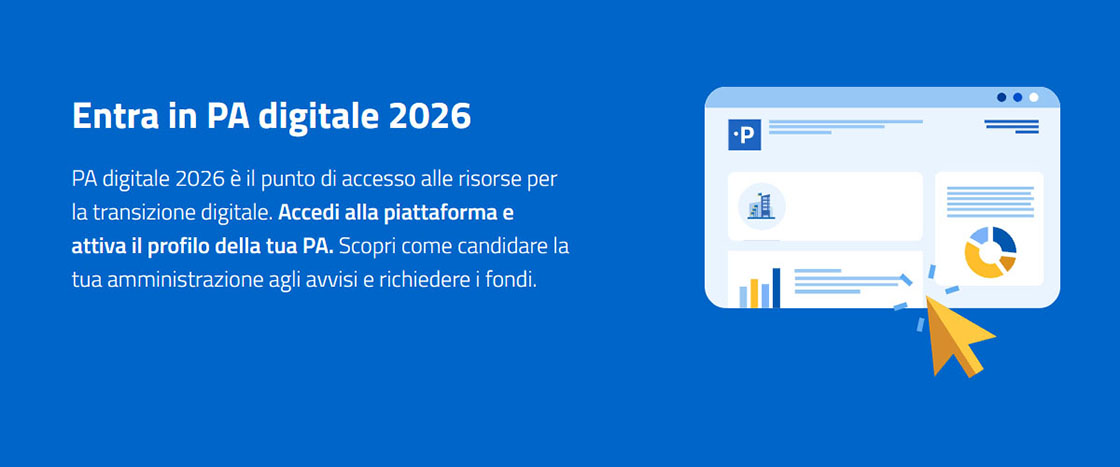 Entra in PA digitale 2026
PA digitale 2026 è il punto di accesso alle risorse per
la transizione digitale. Accedi alla piattaforma e
attiva il profilo della tua PA. Scopri come candidare la
tua amministrazione agli avvisi e richiedere i fondi.
·P